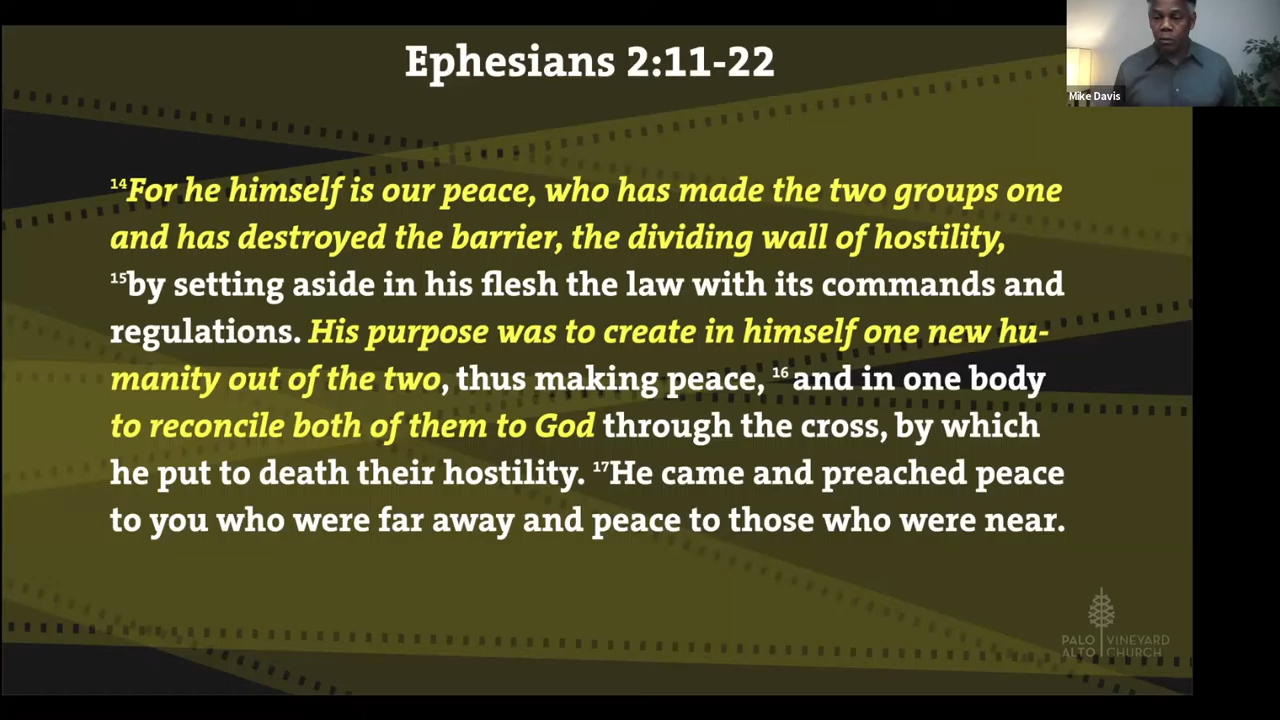 Ephesians 2:11-22
Mike Davis
14For he himself is our peace, who has made the two groups one
and has destroyed the barrier, the dividing wall of hostility,
15by setting aside in his flesh the law with its commands and
regulations. His purpose was to create in himself one new hu-
manity out of the two, thus making peace, 16 and in one body
to reconcile both of them to God through the cross, by which
he put to death their hostility. 17He came and preached peace
to you who were far away and peace to those who were near.
PALO VINEYARD
ALTO CHURCH